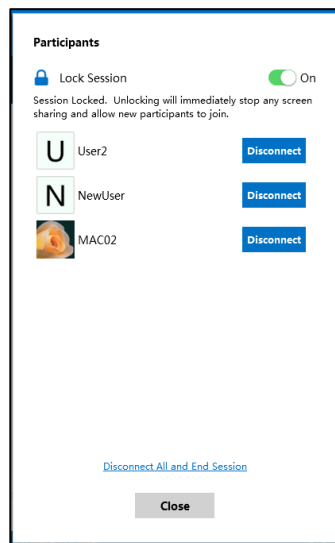 Participants
Lock Session On
Session Locked. Unlocking will immediately stop any screen
sharing and allow new participants to join.
U User2 Disconnect
N NewUser Disconnect
MAC02 Disconnect
Disconnect All and End Session
Close